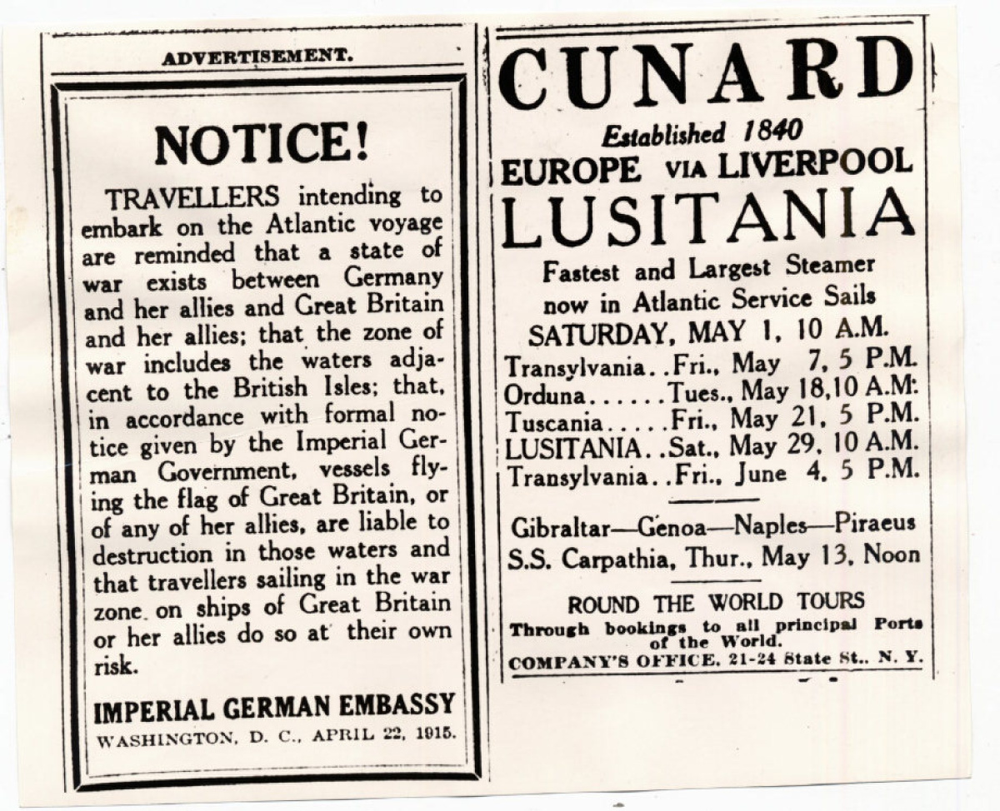 ADVERTISEMENT.
NOTICE!
TRAVELLERS intending to
embark on the Atlantic voyage
are reminded that a state of
war exists between Germany
and her allies and Great Britain
and her allies; that the zone of
war includes the waters adja-
cent to the British Isles; that,
in accordance with formal no-
tice given by the Imperial Ger-
man Government, vessels fly-
ing the flag of Great Britain, or
of any of her allies, are liable to
destruction in those waters and
that travellers sailing in the war
zone on ships of Great Britain
or her allies do so at their own
risk.
IMPERIAL GERMAN EMBASSY
WASHINGTON, D. C., APRIL 22, 1915.
CUNARD
Established 1840
EUROPE VIA LIVERPOOL
LUSITANIA
Fastest and Largest Steamer
now in Atlantic Service Sails
SATURDAY, MAY 1, 10 A.M.
Transylvania..Fri., May 7, 5 P.M.
Orduna......Tues., May 18, 10 A.M.
Tuscania.....Fri., May 21, 5 P.M.
LUSITANIA..Sat., May 29, 10 A.M.
Transylvania..Fri., June 4, 5 P.M.
Gibraltar—Genoa—Naples—Piraeus
S.S. Carpathia, Thur., May 13, Noon
ROUND THE WORLD TOURS
Through bookings to all principal Ports
of the World.
COMPANY'S OFFICE, 21-24 State St., N. Y.